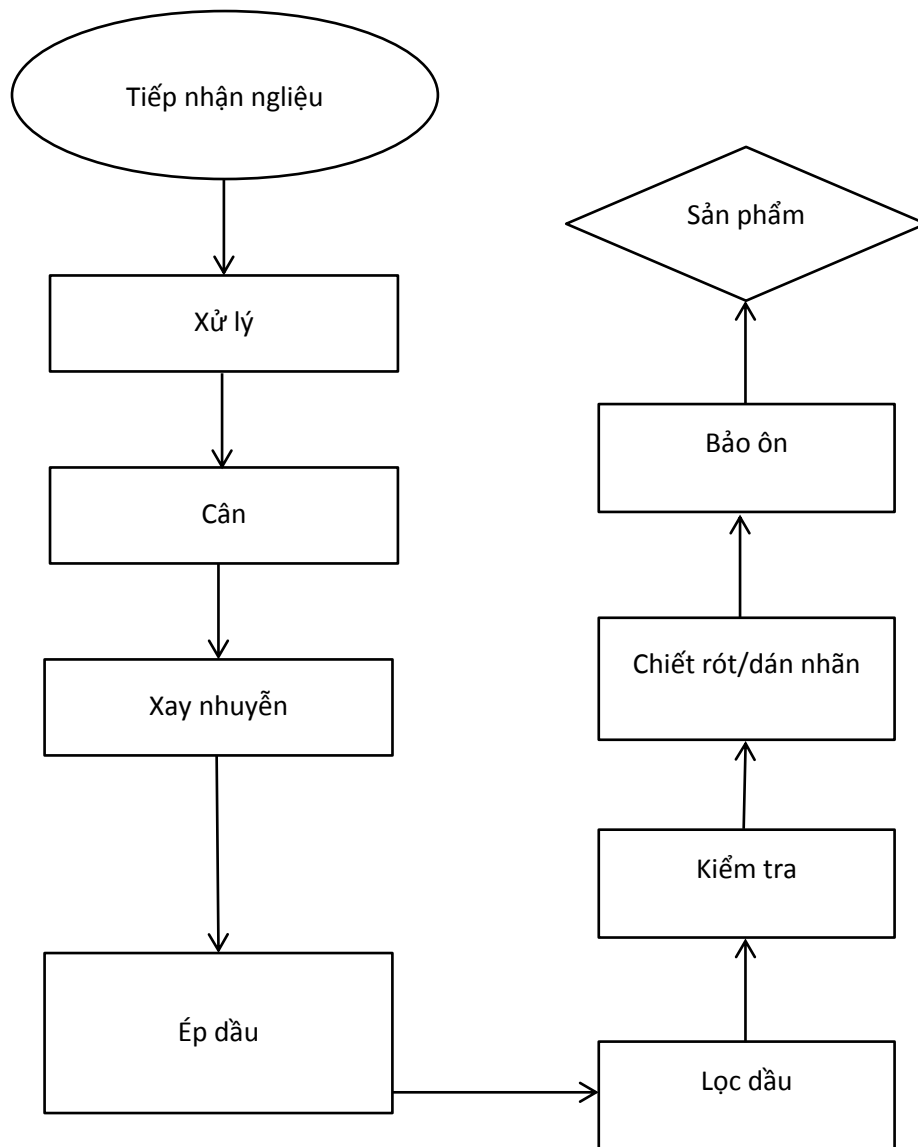 Tiếp nhận ngliệu
Xử lý
Cân
Xay nhuyễn
Ép dầu
Lọc dầu
Kiểm tra
Chiết rót/dán nhãn
Bảo ôn
Sản phẩm